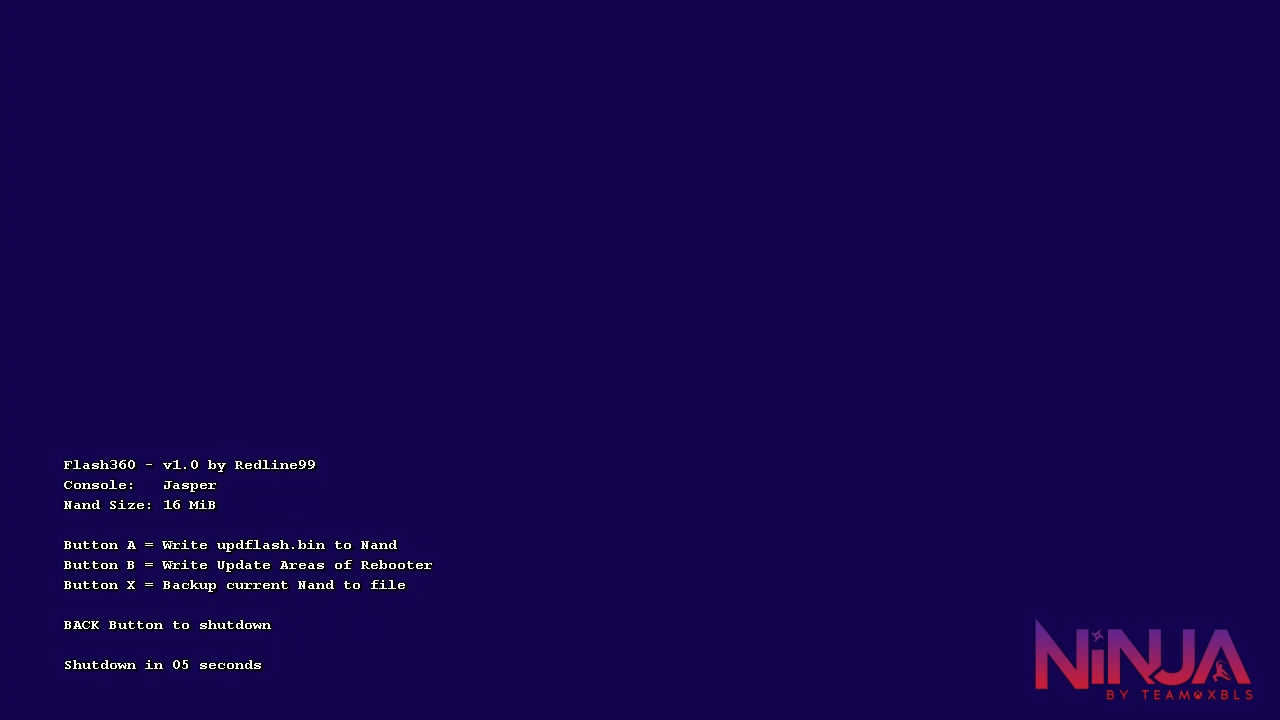 Flash360 - v1.0 by Redline99
Console:   Jasper
Nand Size: 16 MiB
Button A = Write updflash.bin to Nand
Button B = Write Update Areas of Rebooter
Button X = Backup current Nand to file
BACK Button to shutdown
Shutdown in 05 seconds
NiNJA
BY TEAMXBLS